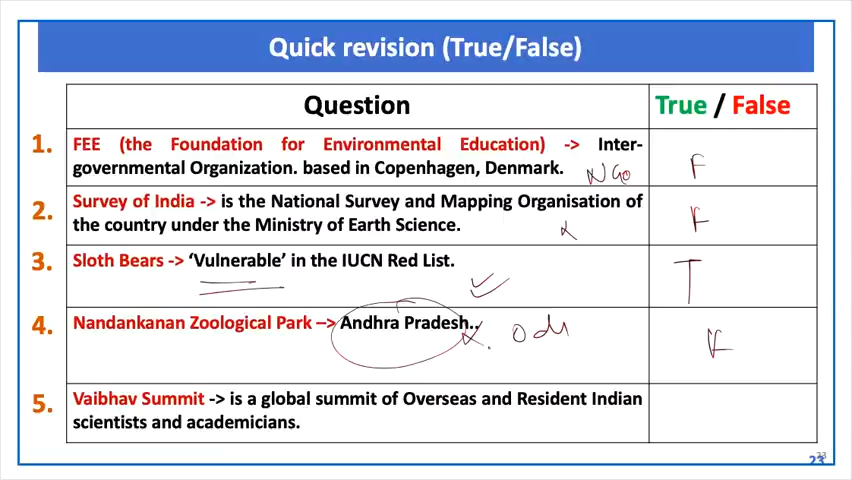 Quick revision (True/False)
Question True / False
1. FEE (the Foundation for Environmental Education) -> Inter-
governmental Organization. based in Copenhagen, Denmark. NGO F
2. Survey of India -> is the National Survey and Mapping Organisation of
the country under the Ministry of Earth Science. F
3. Sloth Bears -> ‘Vulnerable’ in the IUCN Red List. T
4. Nandankanan Zoological Park –> Andhra Pradesh.. Odi F
5. Vaibhav Summit -> is a global summit of Overseas and Resident Indian
scientists and academicians.
23
23